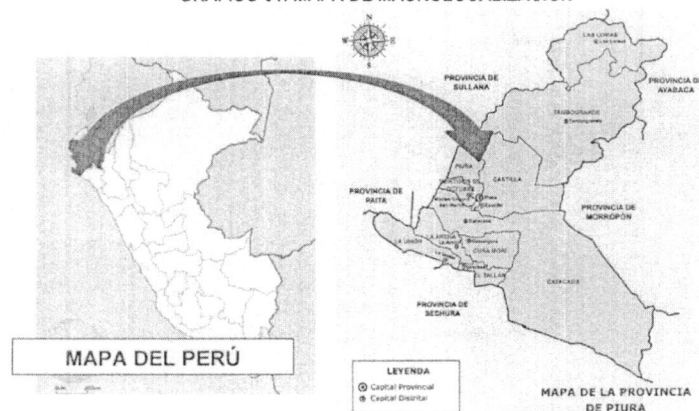 N
W E
S
LAS LOMAS
PROVINCIA DE
SULLANA
PROVINCIA DE
AYABACA
TAMBOGRANDE
PIURA
CASTILLA
PROVINCIA DE
PAITA
PROVINCIA DE
MORROPÓN
LA ARENA
LA UNIÓN
CURA MORI
EL TALLAN
CATACAOS
PROVINCIA DE
SECHURA
MAPA DEL PERÚ
LEYENDA
Capital Provincial
Capital Distrital
MAPA DE LA PROVINCIA
DE PIURA